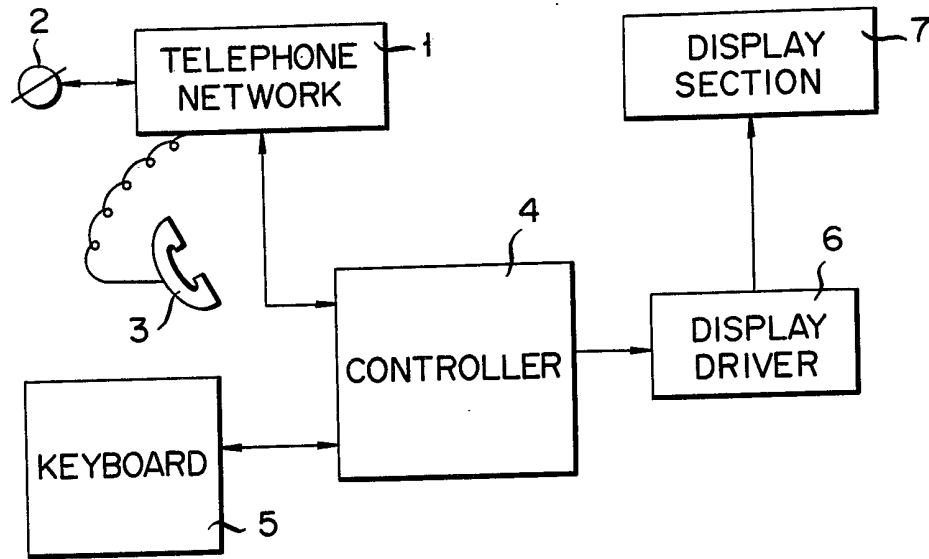 2
TELEPHONE
NETWORK
1
DISPLAY
SECTION
7
3
4
CONTROLLER
6
DISPLAY
DRIVER
KEYBOARD
5